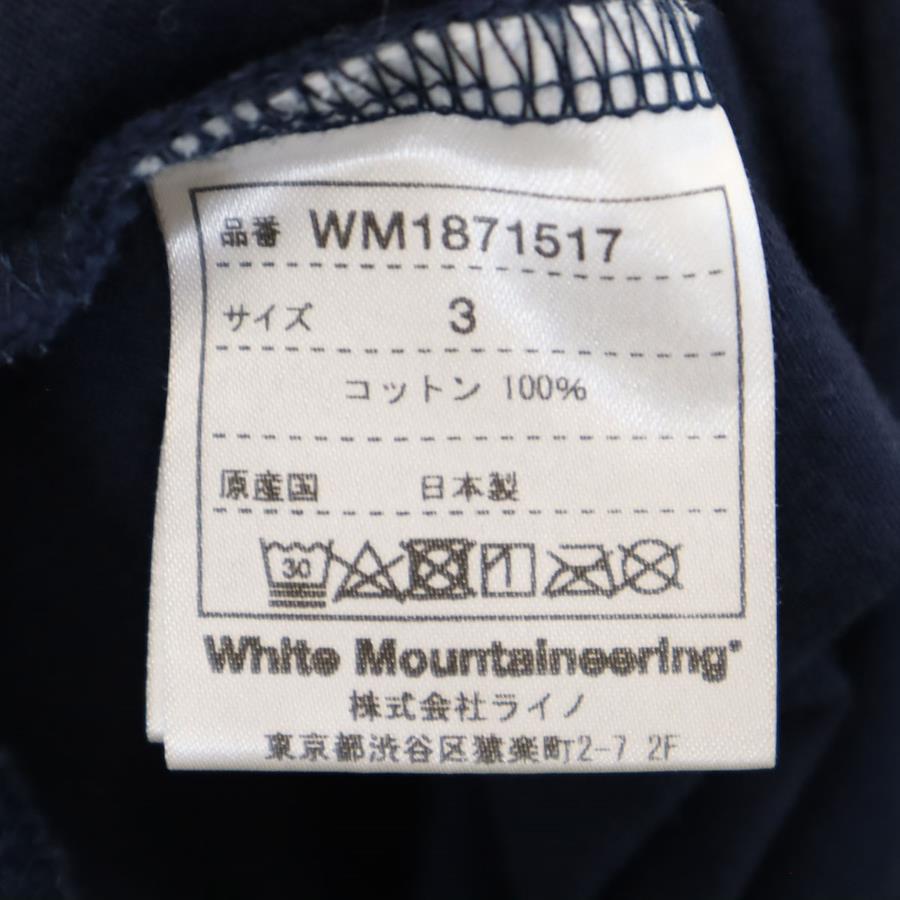 品番 WM1871517
サイズ 3
コットン 100%
原産国 日本製
30
White Mountaineering
株式会社ライノ
東京都渋谷区猿楽町2-7 2F